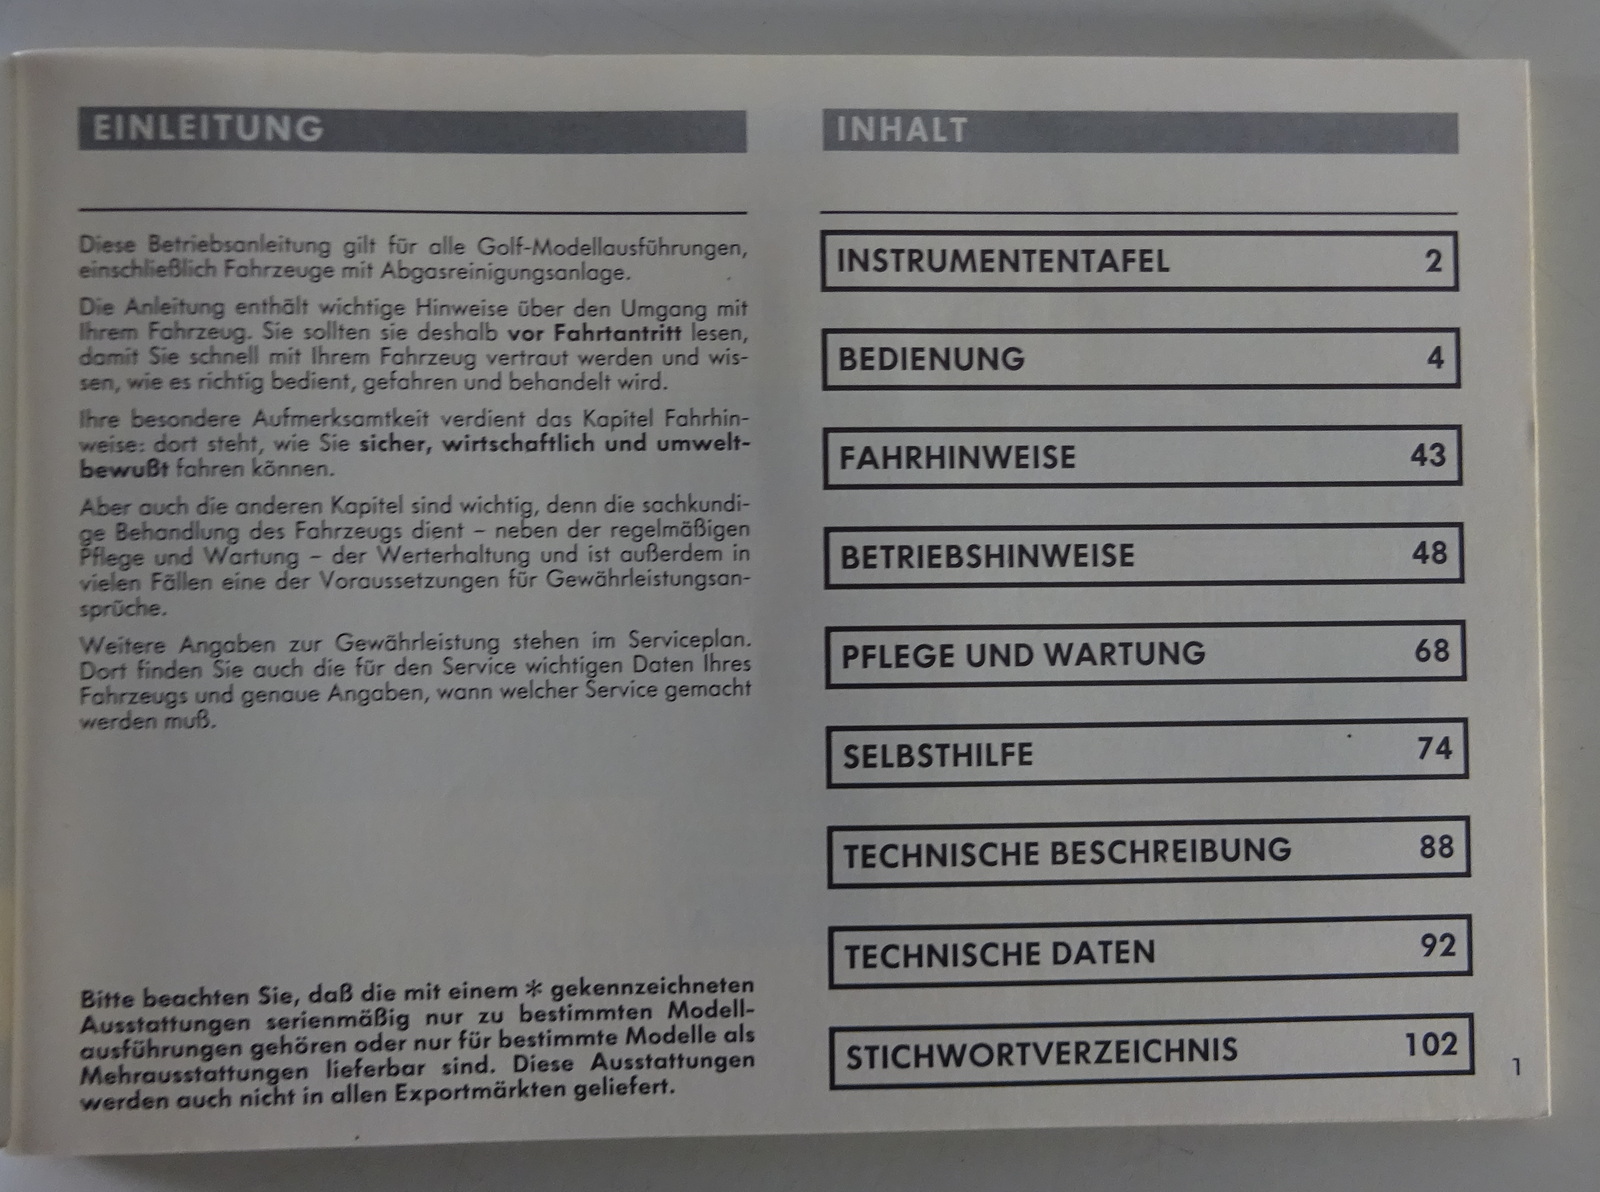 EINLEITUNG
Diese Betriebsanleitung gilt für alle Golf-Modellausführungen,
einschließlich Fahrzeuge mit Abgasreinigungsanlage.
Die Anleitung enthält wichtige Hinweise über den Umgang mit
Ihrem Fahrzeug. Sie sollten sie deshalb vor Fahrtantritt lesen,
damit Sie schnell mit Ihrem Fahrzeug vertraut werden und wis-
sen, wie es richtig bedient, gefahren und behandelt wird.
Ihre besondere Aufmerksamtkeit verdient das Kapitel Fahrhin-
weise: dort steht, wie Sie sicher, wirtschaftlich und umwelt-
bewußt fahren können.
Aber auch die anderen Kapitel sind wichtig, denn die sachkundi-
ge Behandlung des Fahrzeugs dient – neben der regelmäßigen
Pflege und Wartung – der Werterhaltung und ist außerdem in
vielen Fällen eine der Voraussetzungen für Gewährleistungsan-
sprüche.
Weitere Angaben zur Gewährleistung stehen im Serviceplan.
Dort finden Sie auch die für den Service wichtigen Daten Ihres
Fahrzeugs und genaue Angaben, wann welcher Service gemacht
werden muß.
Bitte beachten Sie, daß die mit einem * gekennzeichneten
Ausstattungen serienmäßig nur zu bestimmten Modell-
ausführungen gehören oder nur für bestimmte Modelle als
Mehrausstattungen lieferbar sind. Diese Ausstattungen
werden auch nicht in allen Exportmärkten geliefert.
INHALT
INSTRUMENTENTAFEL 2
BEDIENUNG 4
FAHRHINWEISE 43
BETRIEBSHINWEISE 48
PFLEGE UND WARTUNG 68
SELBSTHILFE 74
TECHNISCHE BESCHREIBUNG 88
TECHNISCHE DATEN 92
STICHWORTVERZEICHNIS 102
1